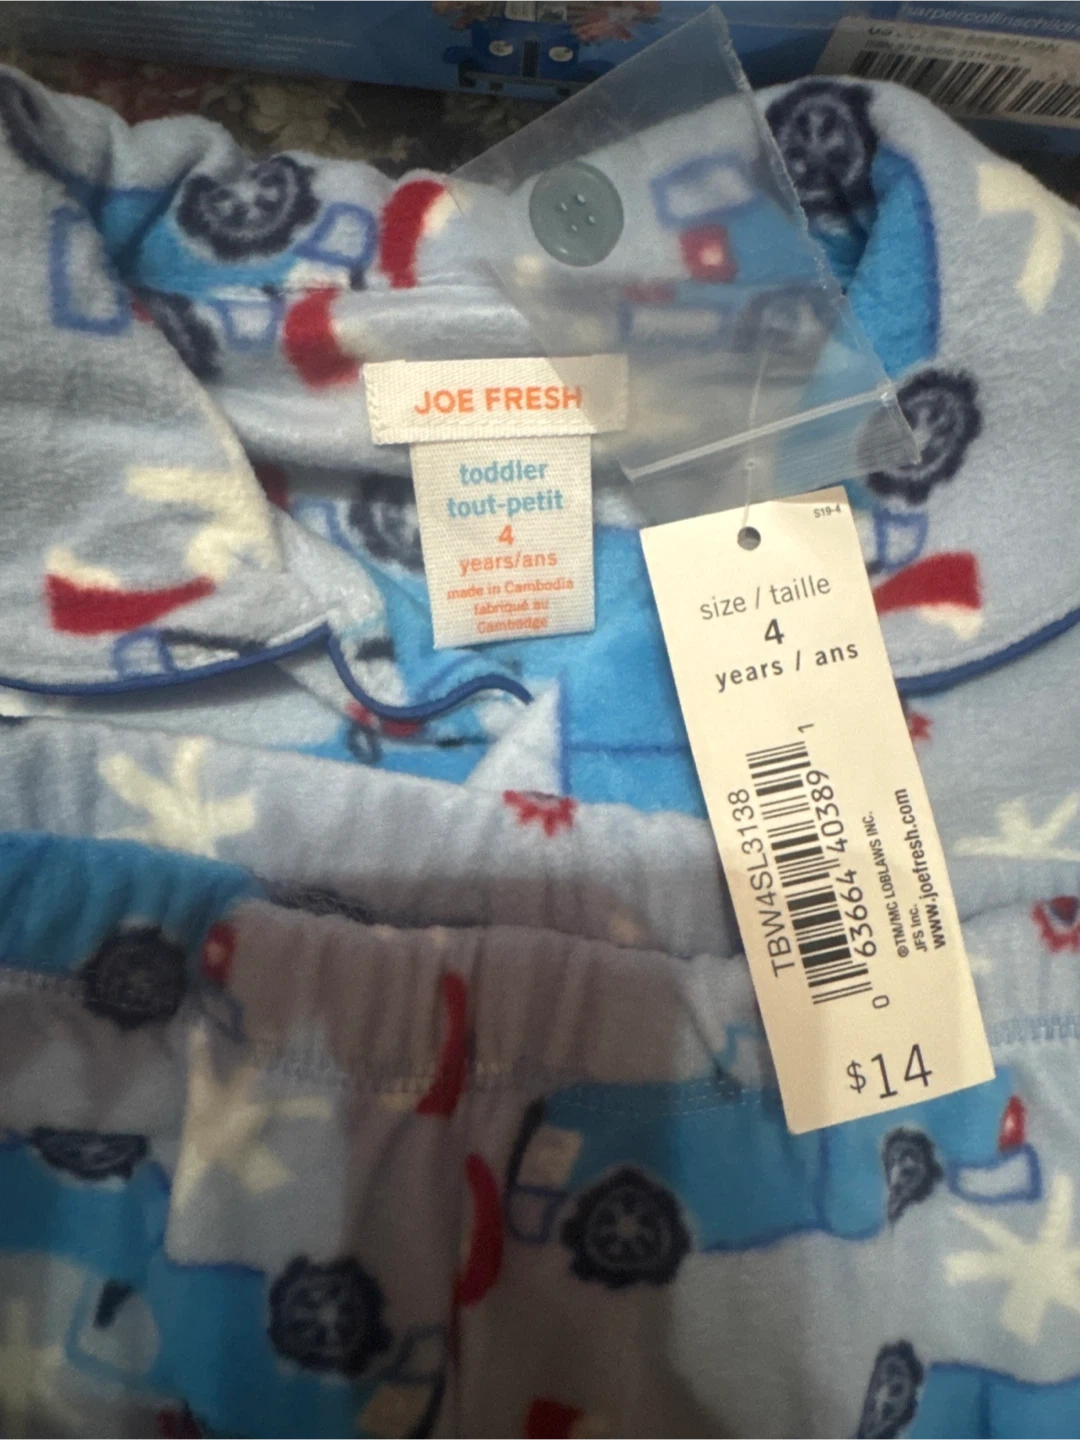 harpercollinschildr
JOE FRESH
toddler
tout-petit
4
years/ans
made in Cambodia
fabriqué au
Cambodge
S19-4
size / taille
4
years / ans
TBW4SL3138
0 63664 40389 1
®TM/MC LOBLAWS INC.
JFS Inc.
www.joefresh.com
$14